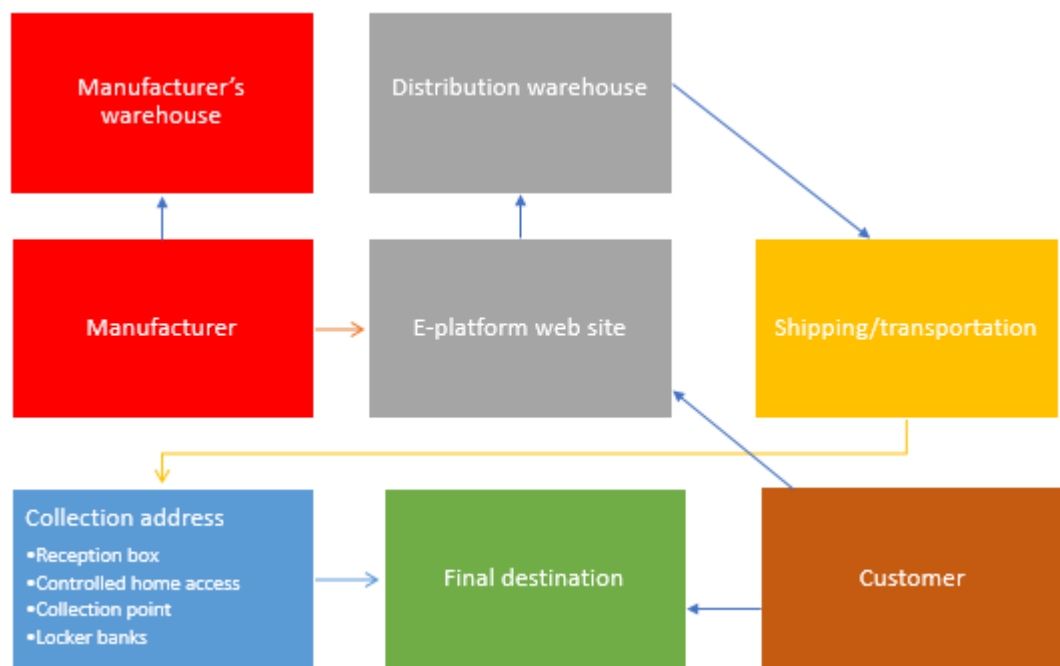 Manufacturer’s
warehouse
Distribution warehouse
Manufacturer
E-platform web site
Shipping/transportation
Collection address
•Reception box
•Controlled home access
•Collection point
•Locker banks
Final destination
Customer